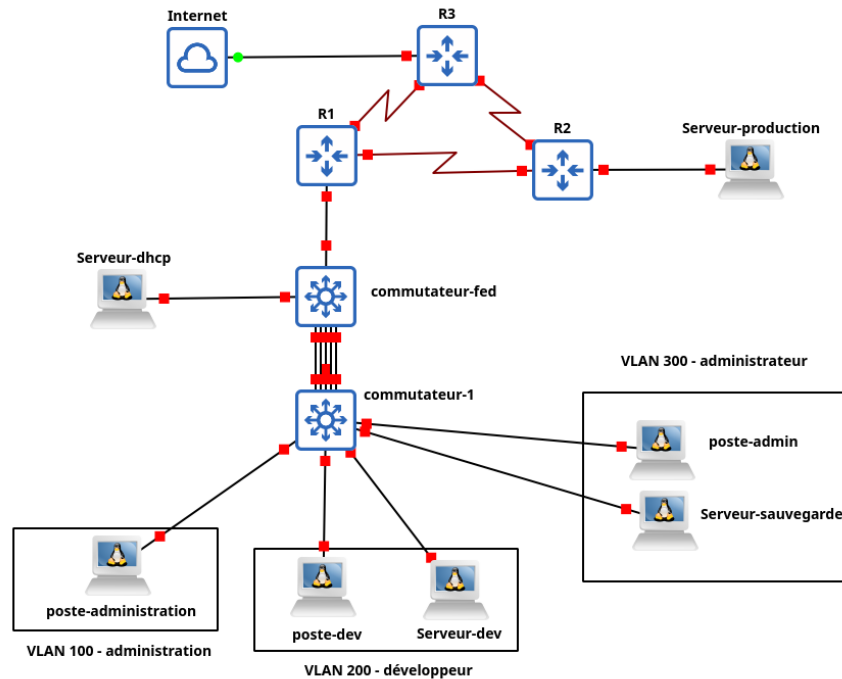 Internet
R3
R1
R2
Serveur-production
Serveur-dhcp
commutateur-fed
VLAN 300 - administrateur
commutateur-1
poste-admin
Serveur-sauvegarde
poste-administration
poste-dev
Serveur-dev
VLAN 100 - administration
VLAN 200 - développeur